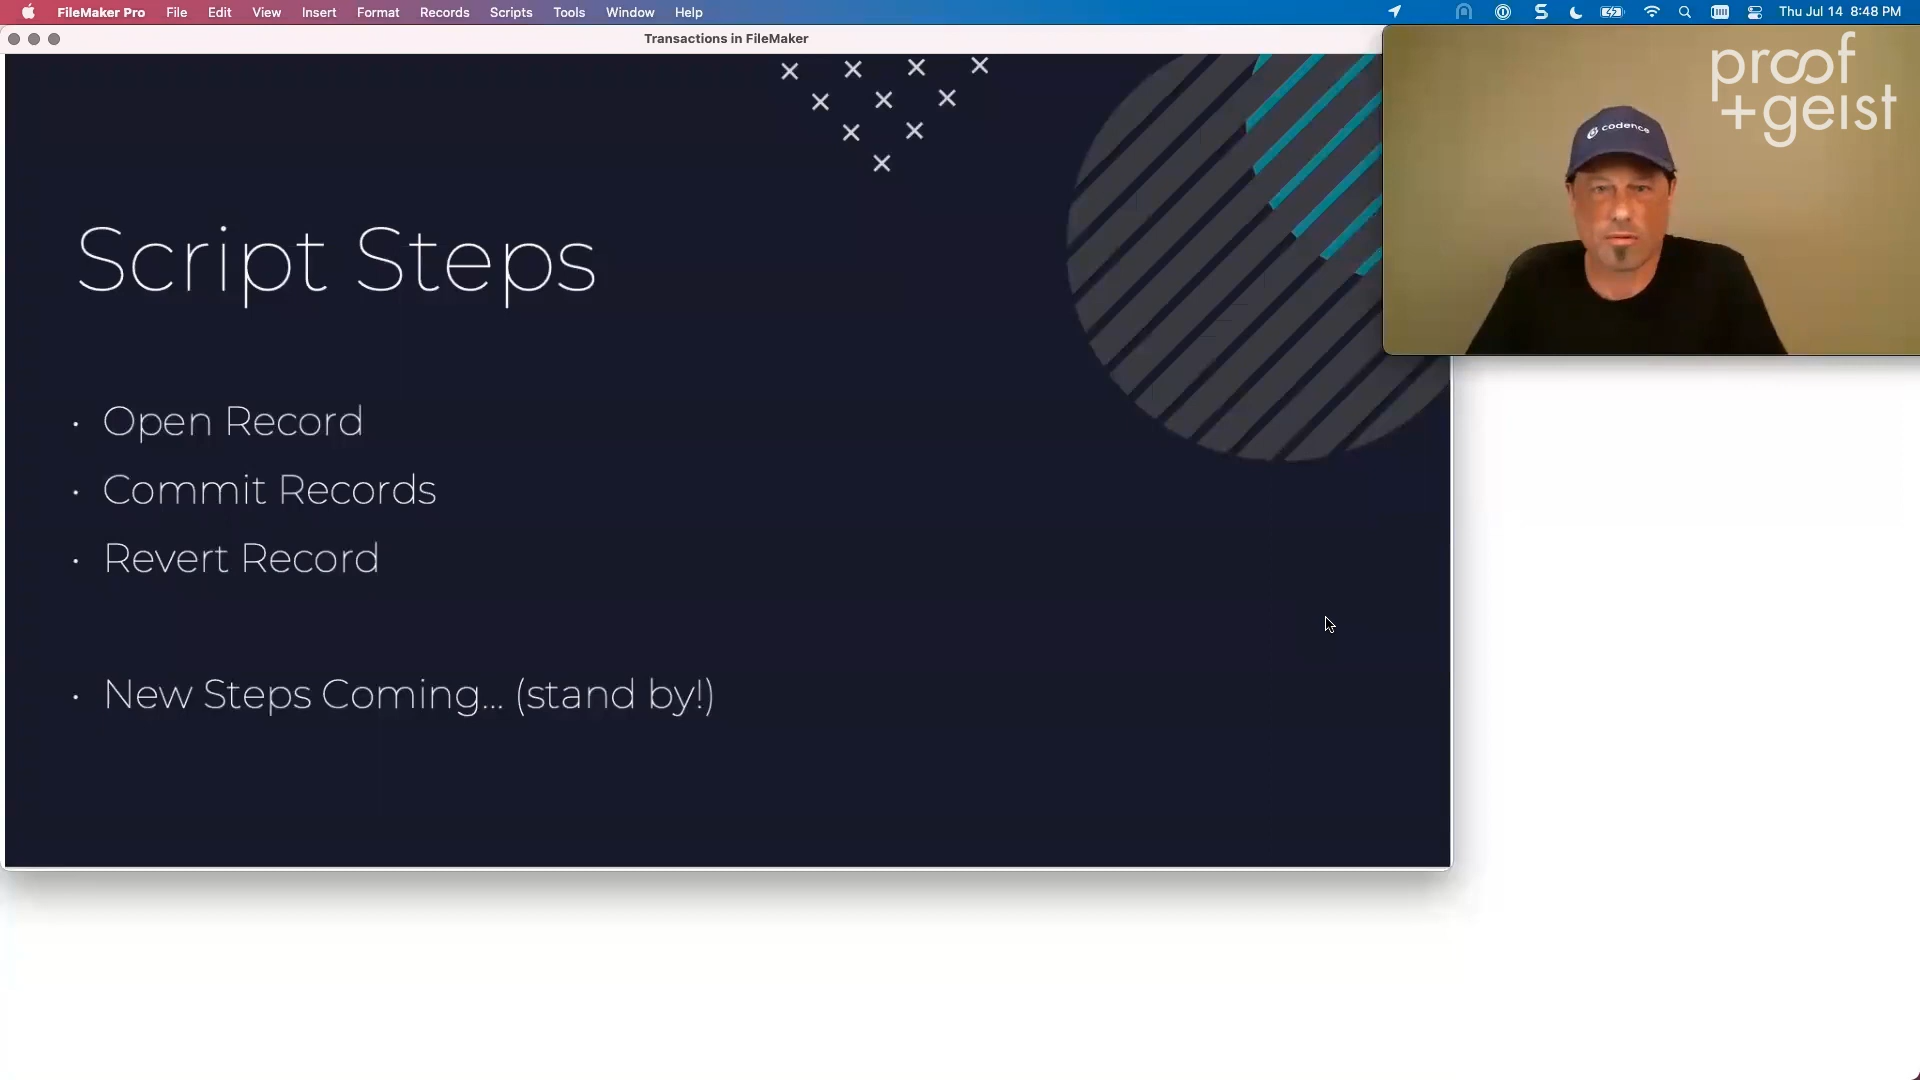 FileMaker Pro File Edit View Insert Format Records Scripts Tools Window Help Thu Jul 14 8:48 PM
Transactions in FileMaker
proof
+geist
codence
Script Steps
• Open Record
• Commit Records
• Revert Record
• New Steps Coming... (stand by!)